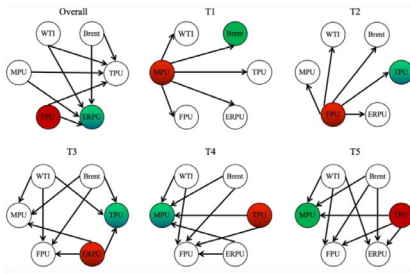 Overall
WTI Brent
MPU TPU
FPU ERPU
T1
WTI Brent
MPU TPU
FPU ERPU
T2
WTI Brent
MPU TPU
FPU ERPU
T3
WTI Brent
MPU TPU
FPU ERPU
T4
WTI Brent
MPU TPU
FPU ERPU
T5
WTI Brent
MPU TPU
FPU ERPU